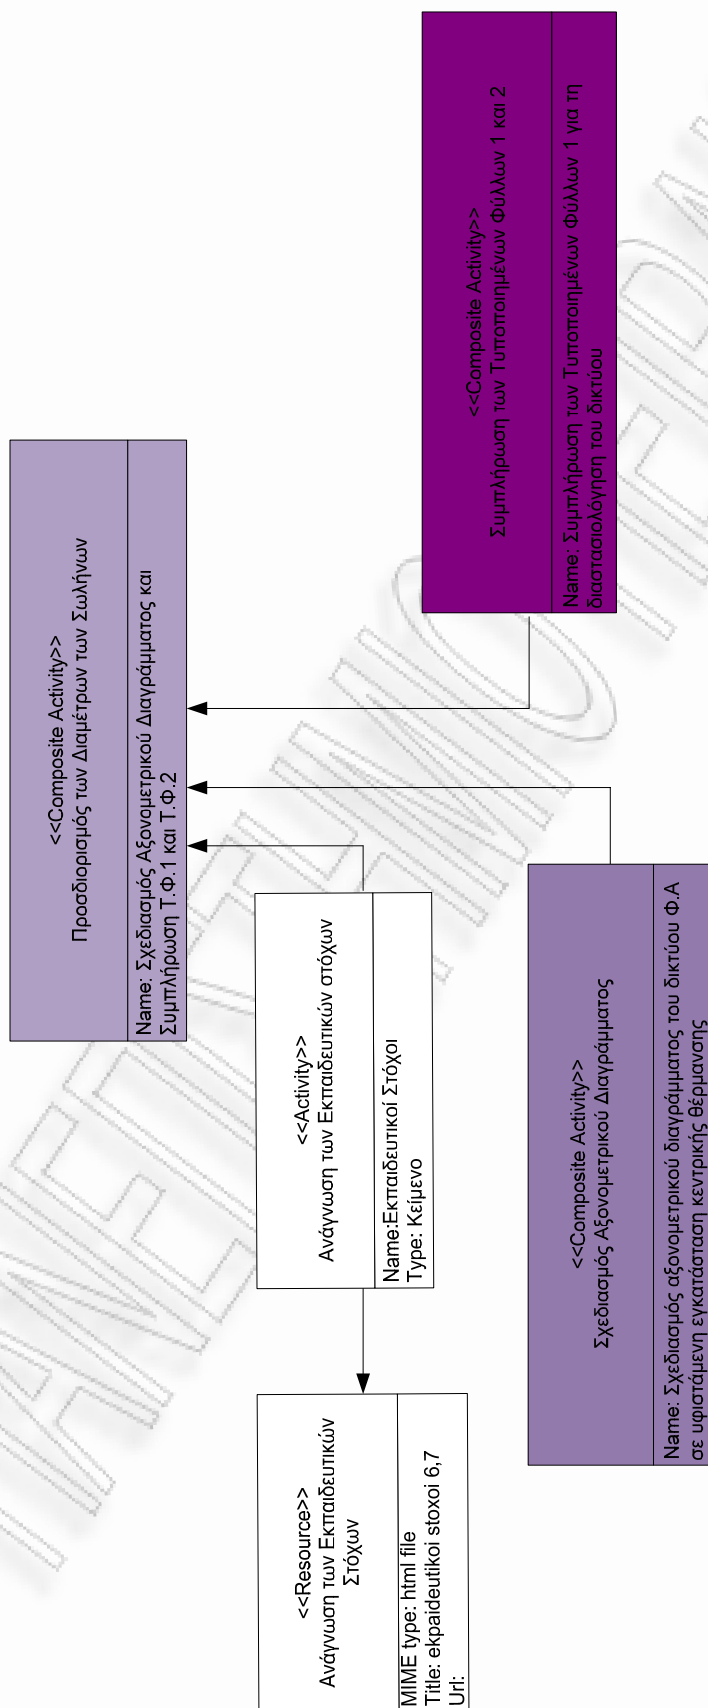 <<Composite Activity>>
Προσδιορισμός των Διαμέτρων των Σωλήνων
Name: Σχεδιασμός Αξονομετρικού Διαγράμματος και
Συμπλήρωση Τ.Φ.1 και Τ.Φ.2
<<Resource>>
Ανάγνωση των Εκπαιδευτικών
Στόχων
MIME type: html file
Title: ekpaideutikoi stoxoi 6,7
Url:
<<Activity>>
Ανάγνωση των Εκπαιδευτικών στόχων
Name:Εκπαιδευτικοί Στόχοι
Type: Κείμενο
<<Composite Activity>>
Συμπλήρωση των Τυποποιημένων Φύλλων 1 και 2
Name: Συμπλήρωση των Τυποποιημένων Φύλλων 1 για τη
διαστασιολόγηση του δικτύου
<<Composite Activity>>
Σχεδιασμός Αξονομετρικού Διαγράμματος
Name: Σχεδιασμός αξονομετρικού διαγράμματος του δικτύου Φ.Α
σε υφιστάμενη εγκατάσταση κεντρικής θέρμανσης